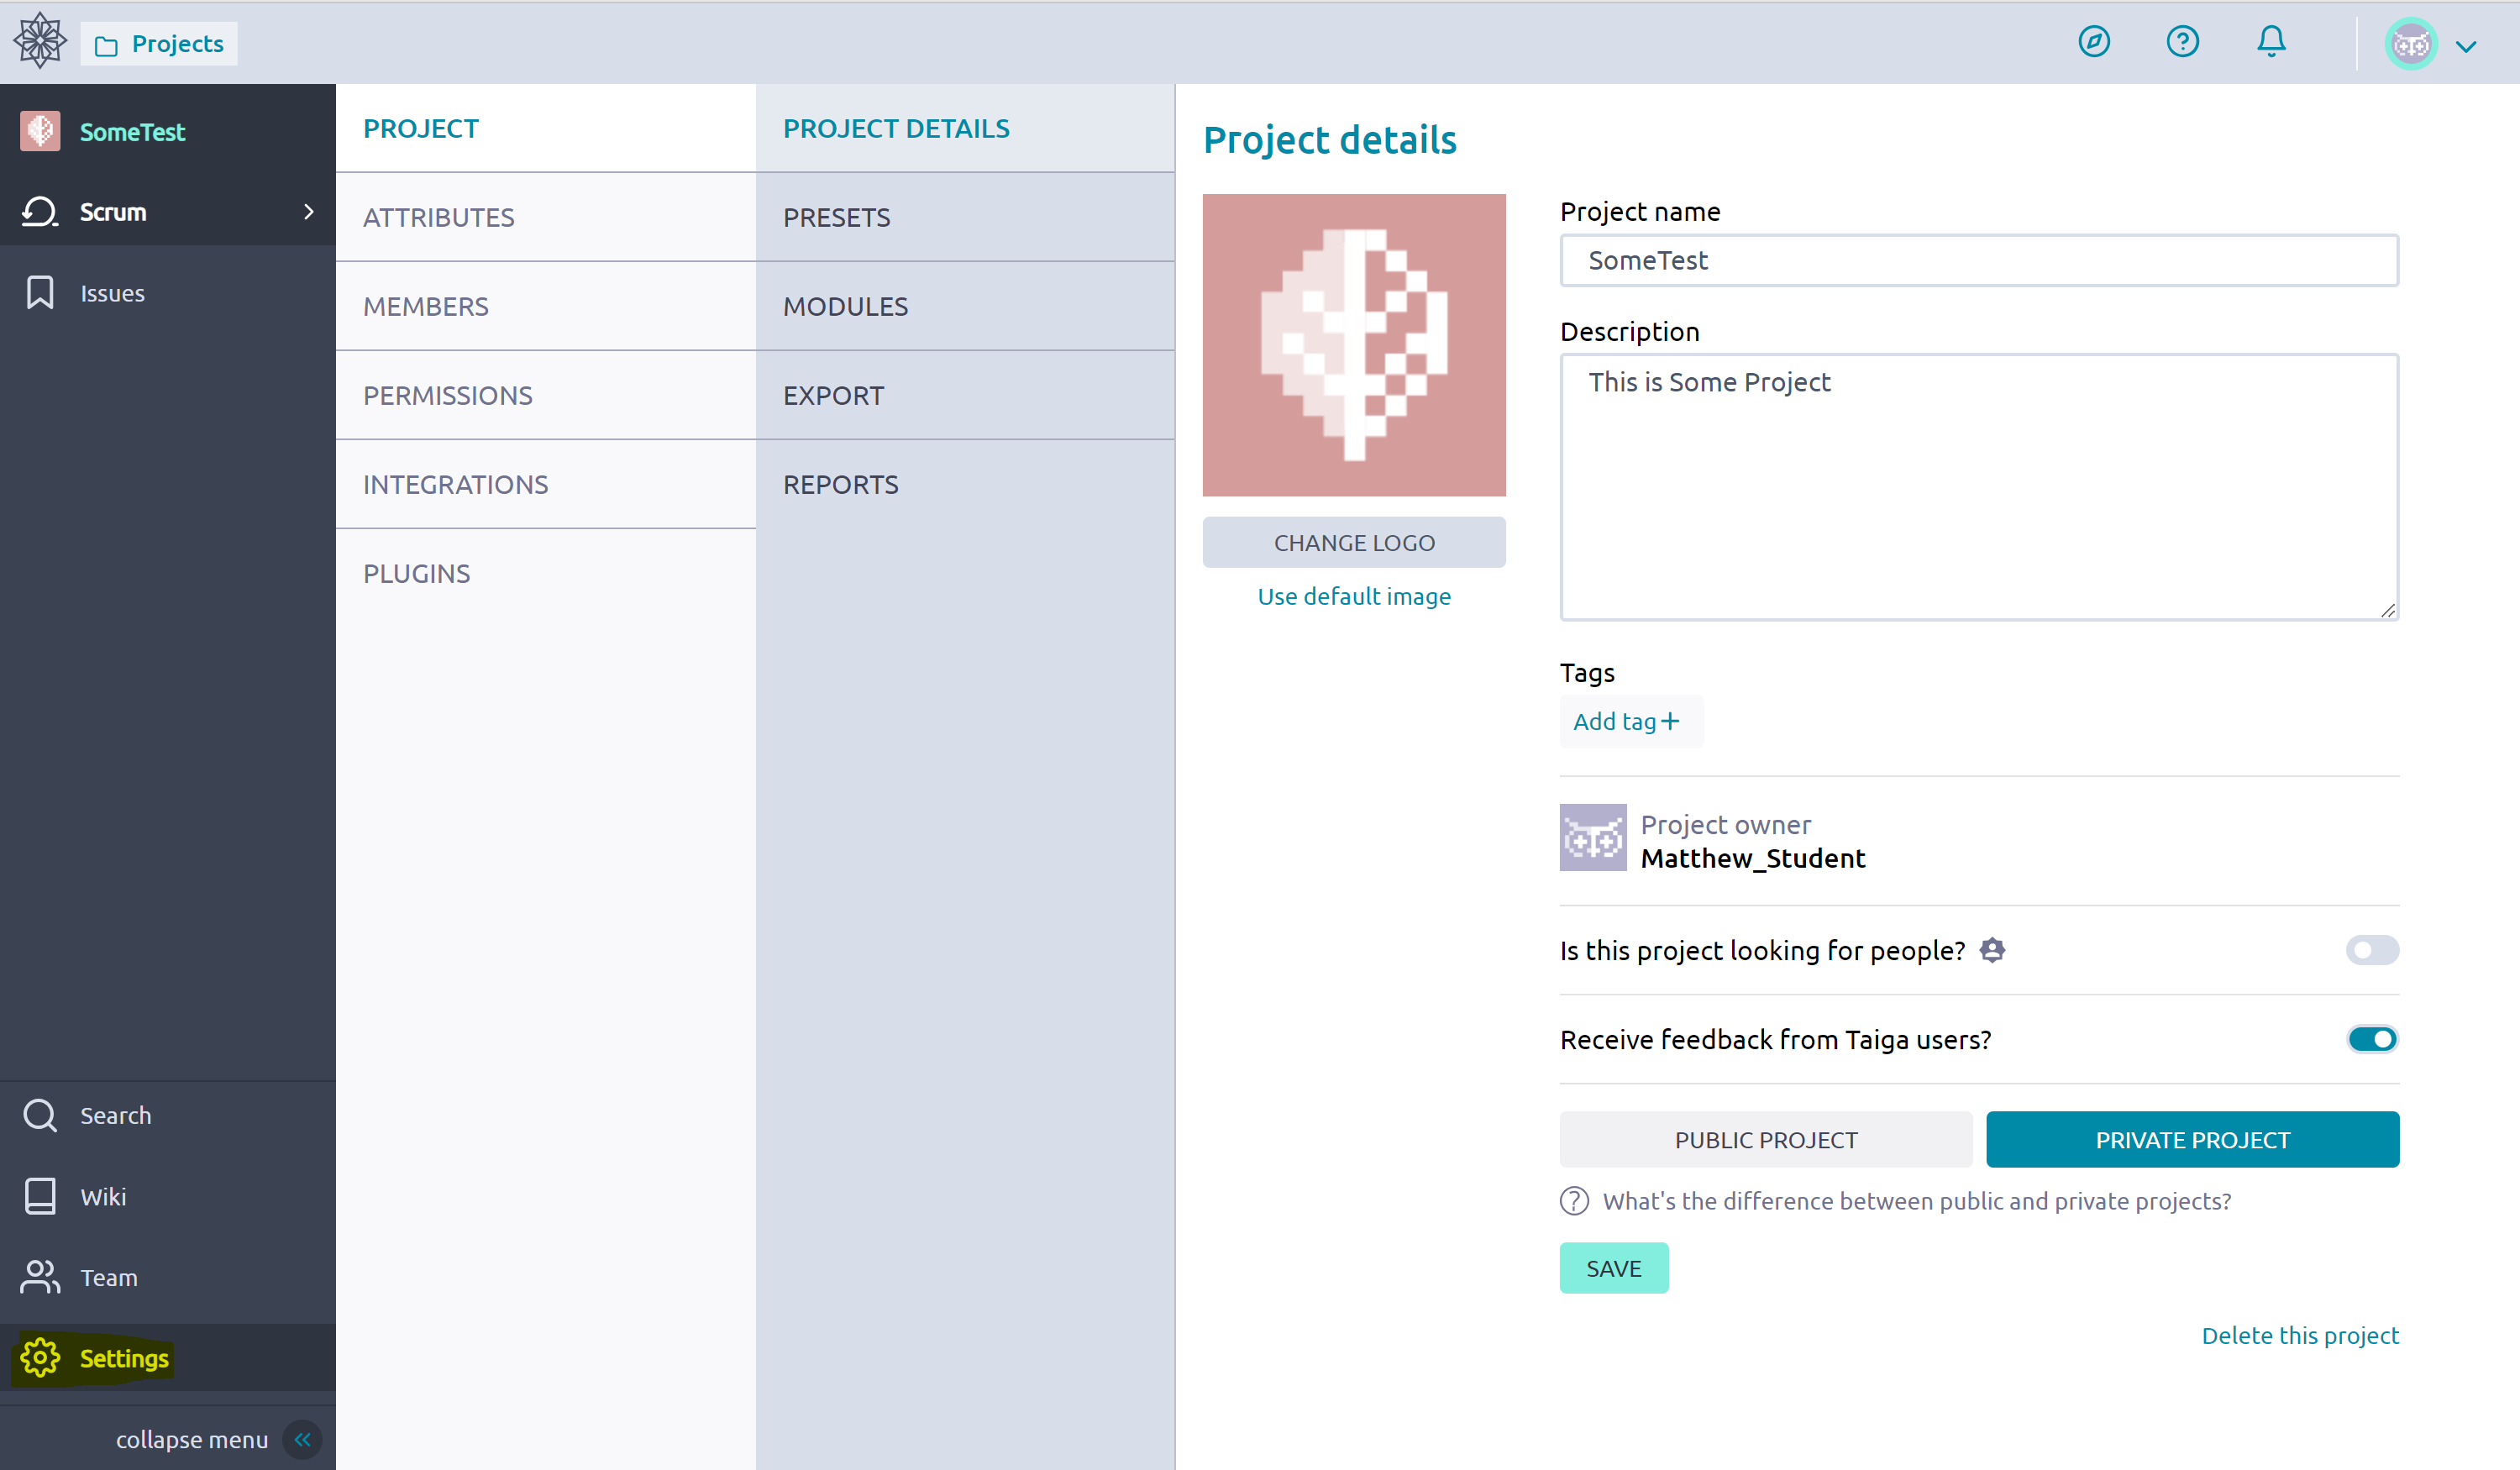 Projects
SomeTest
Scrum
Issues
Search
Wiki
Team
Settings
collapse menu
PROJECT
ATTRIBUTES
MEMBERS
PERMISSIONS
INTEGRATIONS
PLUGINS
PROJECT DETAILS
PRESETS
MODULES
EXPORT
REPORTS
Project details
CHANGE LOGO
Use default image
Project name
SomeTest
Description
This is Some Project
Tags
Add tag
Project owner
Matthew_Student
Is this project looking for people?
Receive feedback from Taiga users?
PUBLIC PROJECT
PRIVATE PROJECT
What's the difference between public and private projects?
SAVE
Delete this project